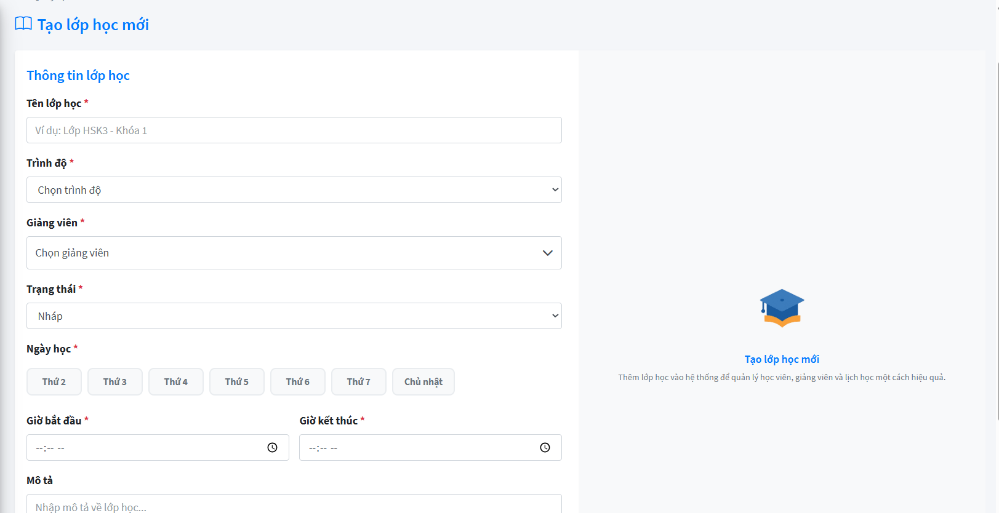 Tạo lớp học mới
Thông tin lớp học
Tên lớp học *
Ví dụ: Lớp HSK3 - Khóa 1
Trình độ *
Chọn trình độ
Giảng viên *
Chọn giảng viên
Trạng thái *
Nháp
Ngày học *
Thứ 2 Thứ 3 Thứ 4 Thứ 5 Thứ 6 Thứ 7 Chủ nhật
Giờ bắt đầu * Giờ kết thúc *
--:-- -- --:-- --
Mô tả
Nhập mô tả về lớp học...
Tạo lớp học mới
Thêm lớp học vào hệ thống để quản lý học viên, giảng viên và lịch học một cách hiệu quả.